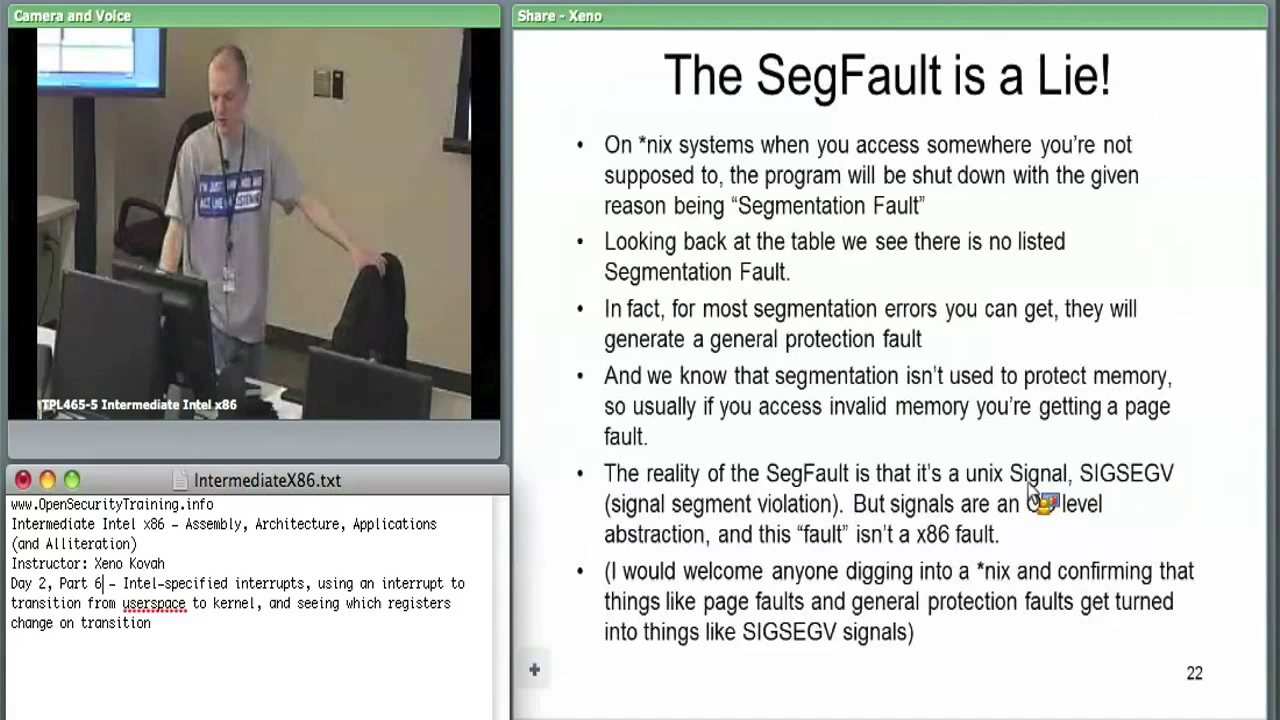 Camera and Voice
TPL465-5 Intermediate Intel x86
IntermediateX86.txt
www.OpenSecurityTraining.info
Intermediate Intel x86 – Assembly, Architecture, Applications
(and Alliteration)
Instructor: Xeno Kovah
Day 2, Part 6 – Intel-specified interrupts, using an interrupt to
transition from userspace to kernel, and seeing which registers
change on transition
Share - Xeno
The SegFault is a Lie!
• On *nix systems when you access somewhere you're not
supposed to, the program will be shut down with the given
reason being “Segmentation Fault”
• Looking back at the table we see there is no listed
Segmentation Fault.
• In fact, for most segmentation errors you can get, they will
generate a general protection fault
• And we know that segmentation isn't used to protect memory,
so usually if you access invalid memory you're getting a page
fault.
• The reality of the SegFault is that it's a unix Signal, SIGSEGV
(signal segment violation). But signals are an level
abstraction, and this “fault” isn't a x86 fault.
• (I would welcome anyone digging into a *nix and confirming that
things like page faults and general protection faults get turned
into things like SIGSEGV signals)
22